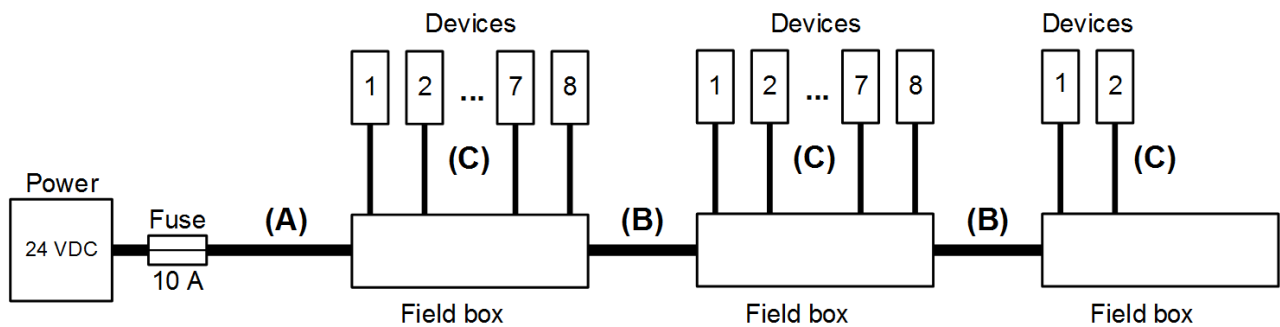 Devices
Devices
Devices
1 2 ... 7 8
1 2 ... 7 8
1 2
(C)
(C)
(C)
Power
24 VDC
Fuse
10 A
(A)
(B)
(B)
Field box
Field box
Field box